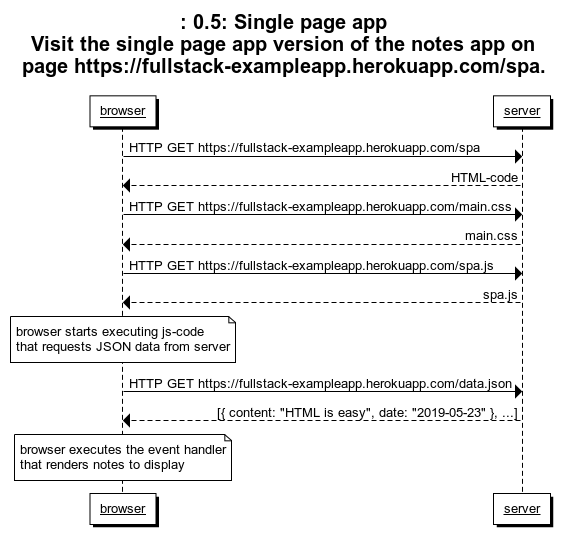 : 0.5: Single page app
Visit the single page app version of the notes app on
page https://fullstack-exampleapp.herokuapp.com/spa.
browser
server
HTTP GET https://fullstack-exampleapp.herokuapp.com/spa
HTML-code
HTTP GET https://fullstack-exampleapp.herokuapp.com/main.css
main.css
HTTP GET https://fullstack-exampleapp.herokuapp.com/spa.js
spa.js
browser starts executing js-code
that requests JSON data from server
HTTP GET https://fullstack-exampleapp.herokuapp.com/data.json
[{ content: "HTML is easy", date: "2019-05-23" }, ...]
browser executes the event handler
that renders notes to display
browser
server